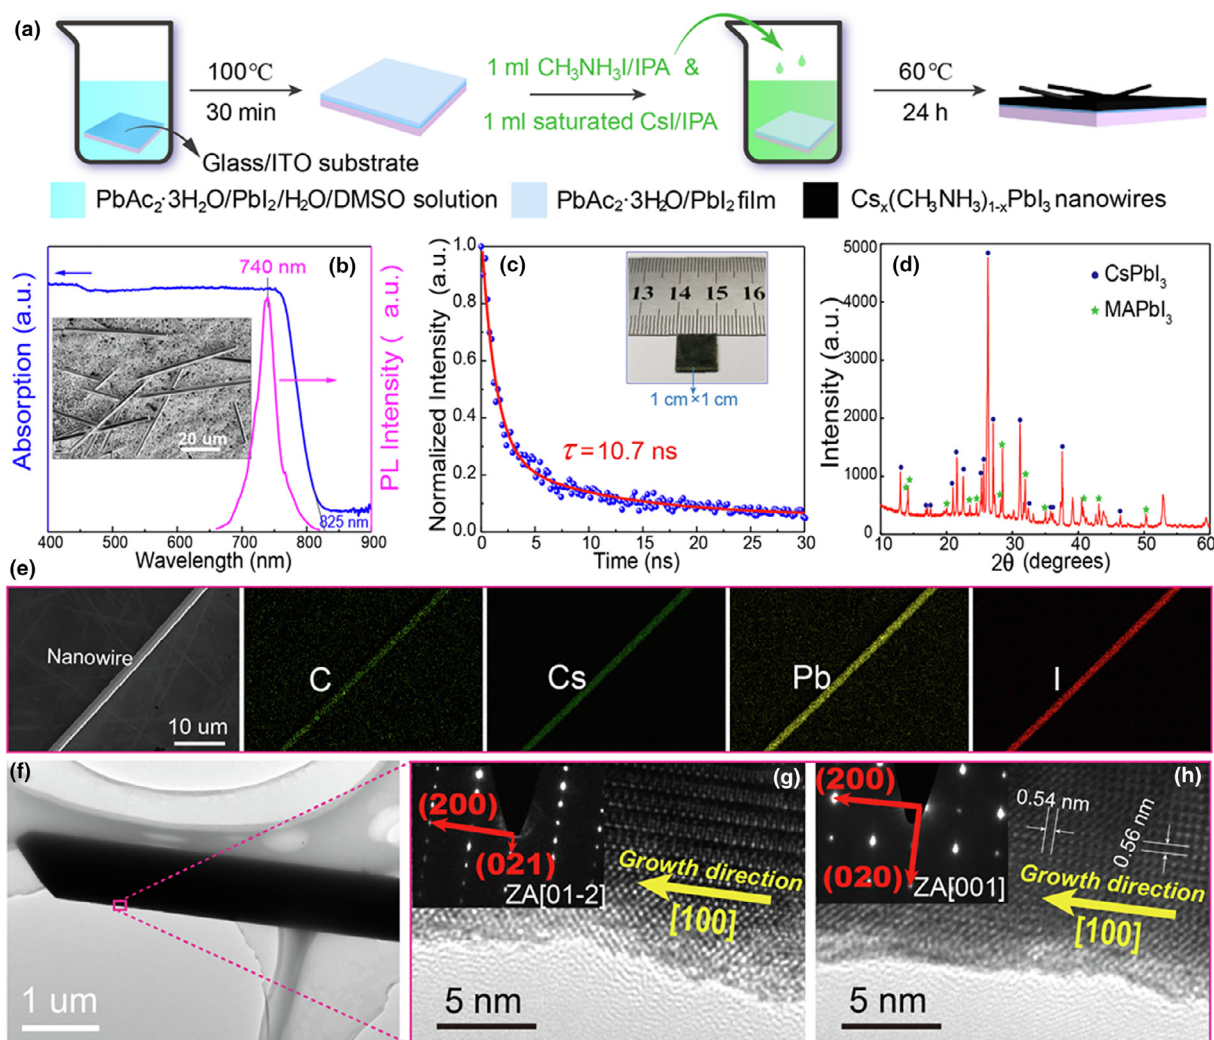 (a)
100℃
30 min
1 ml CH₃NH₃I/IPA &
1 ml saturated CsI/IPA
60℃
24 h
Glass/ITO substrate
PbAc₂·3H₂O/PbI₂/H₂O/DMSO solution
PbAc₂·3H₂O/PbI₂ film
Csₓ(CH₃NH₃)₁₋ₓPbI₃ nanowires
(b)
740 nm
Absorption (a.u.)
PL Intensity ( a.u.)
20 um
825 nm
400 500 600 700 800 900
Wavelength (nm)
(c)
Normalized Intensity (a.u.)
1.0
0.8
0.6
0.4
0.2
0.0
13 14 15 16
1 cm×1 cm
τ = 10.7 ns
0 5 10 15 20 25 30
Time (ns)
(d)
Intensity (a.u.)
5000
4000
3000
2000
1000
0
CsPbI₃
MAPbI₃
10 20 30 40 50 60
2θ (degrees)
(e)
Nanowire
10 um
C
Cs
Pb
I
(f)
1 um
(g)
(200)
(021)
ZA[01-2]
Growth direction
[100]
5 nm
(h)
(200)
(020)
ZA[001]
0.54 nm
0.56 nm
Growth direction
[100]
5 nm